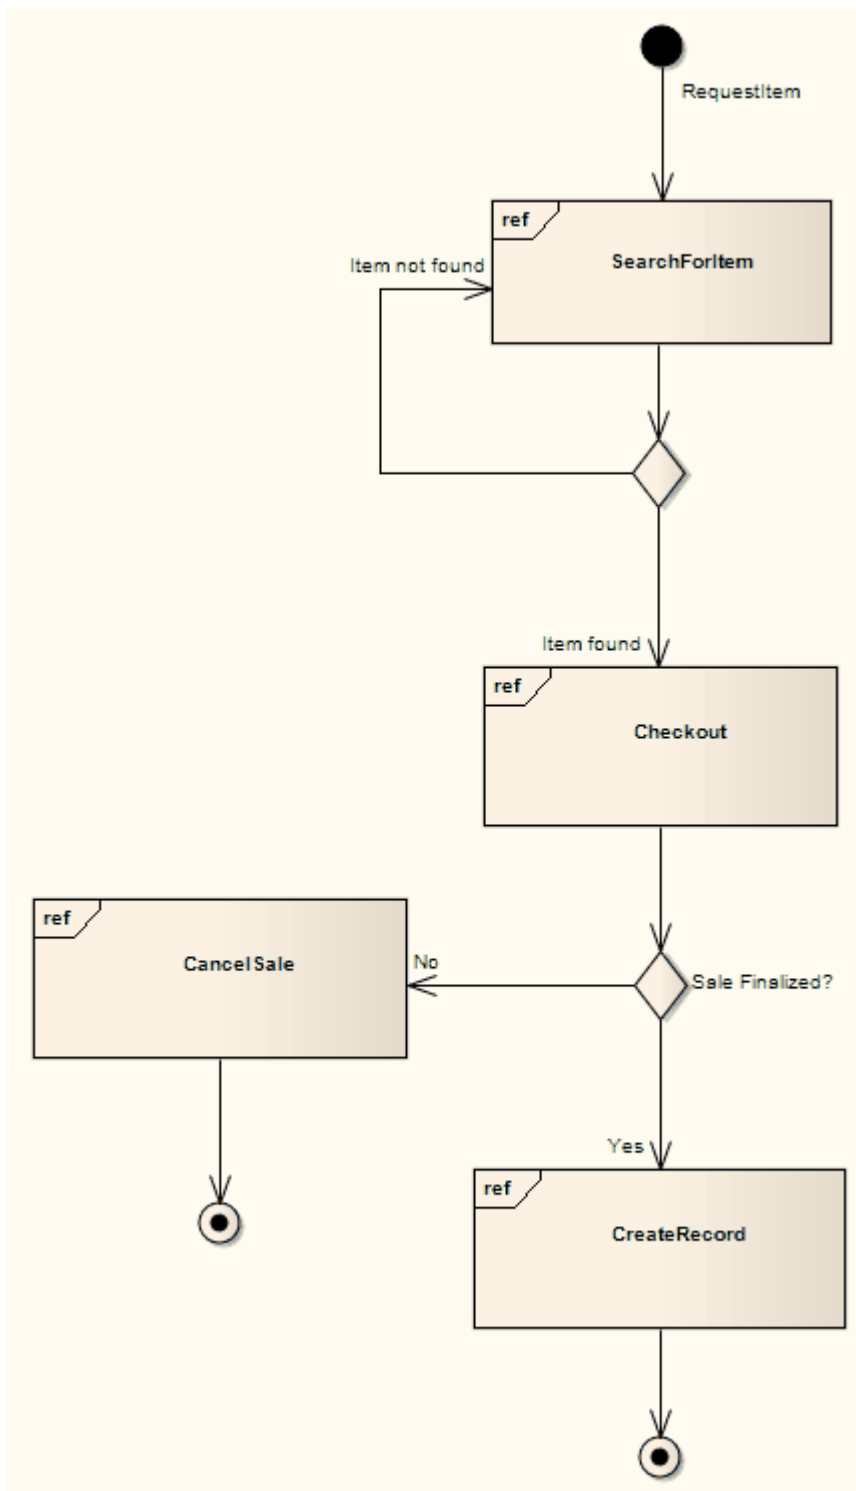 RequestItem
ref
SearchForItem
Item not found
Item found
ref
Checkout
ref
CancelSale
No
Sale Finalized?
Yes
ref
CreateRecord